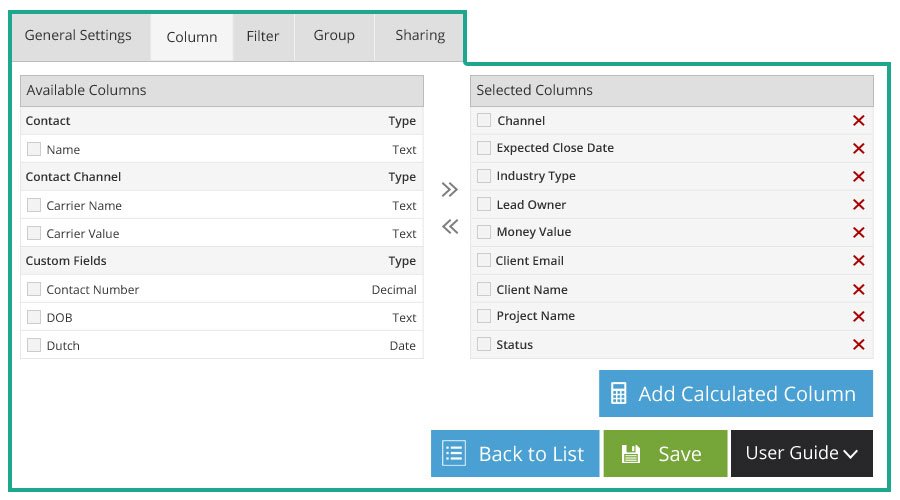 General Settings
Column
Filter
Group
Sharing
Available Columns
Contact Type
Name Text
Contact Channel Type
Carrier Name Text
Carrier Value Text
Custom Fields Type
Contact Number Decimal
DOB Text
Dutch Date
Selected Columns
Channel
Expected Close Date
Industry Type
Lead Owner
Money Value
Client Email
Client Name
Project Name
Status
Add Calculated Column
Back to List
Save
User Guide